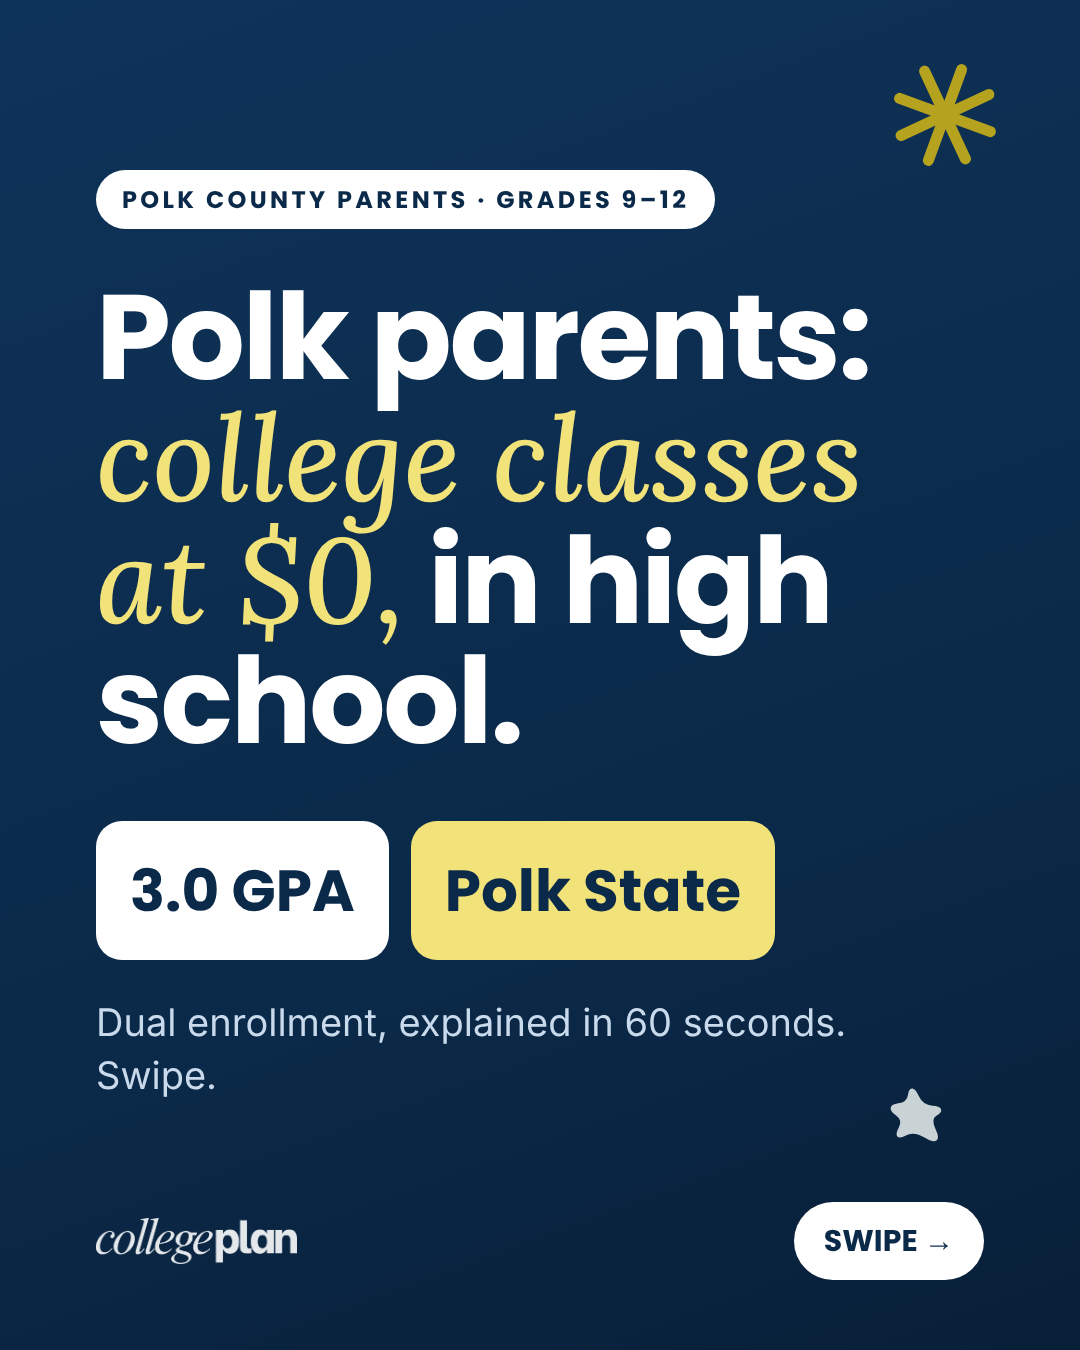 POLK COUNTY PARENTS · GRADES 9–12
Polk parents:
college classes
at $0, in high
school.
3.0 GPA
Polk State
Dual enrollment, explained in 60 seconds.
Swipe.
collegeplan
SWIPE →